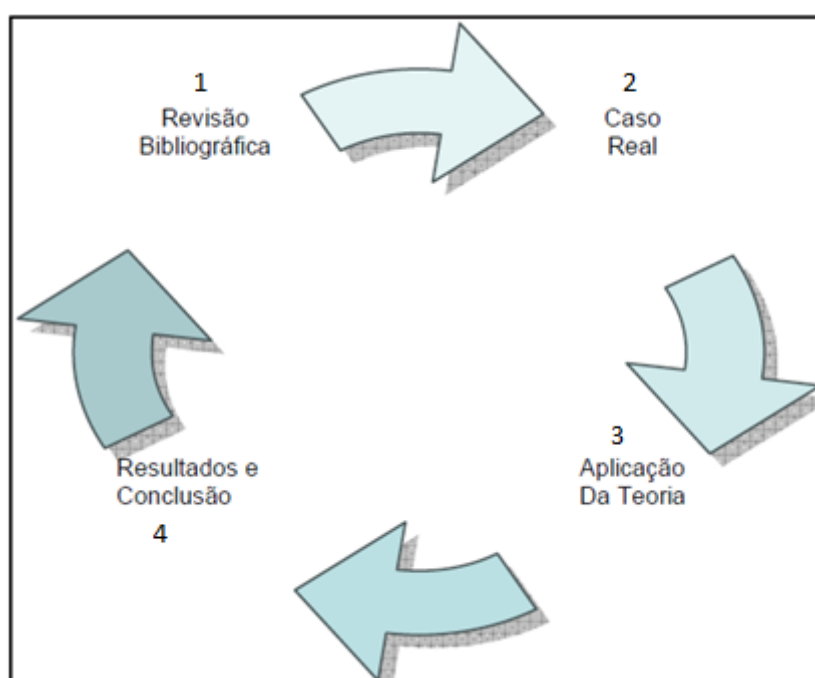 1
Revisão
Bibliográfica
2
Caso
Real
3
Aplicação
Da Teoria
Resultados e
Conclusão
4